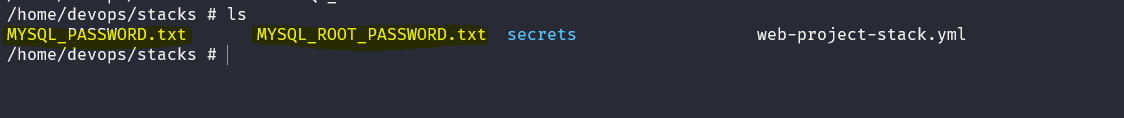 /home/devops/stacks # ls
MYSQL_PASSWORD.txt MYSQL_ROOT_PASSWORD.txt secrets web-project-stack.yml
/home/devops/stacks #